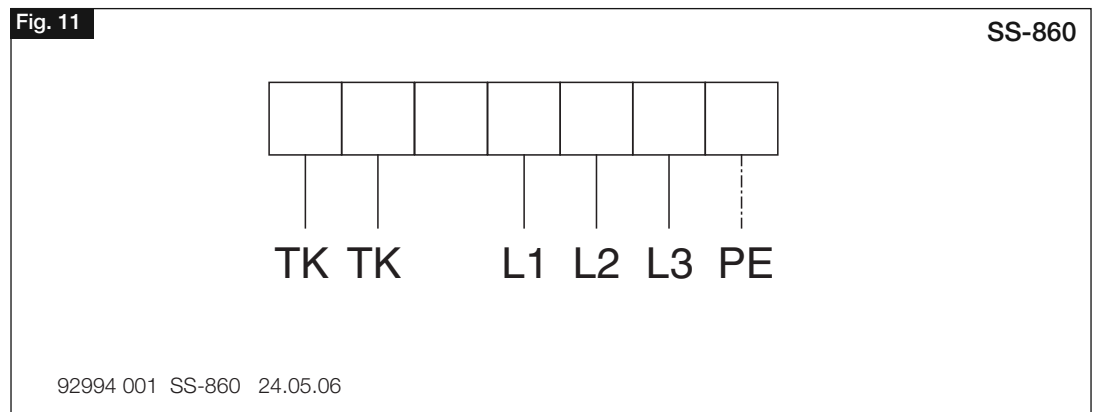 Fig. 11
SS-860
TK TK L1 L2 L3 PE
92994 001 SS-860 24.05.06